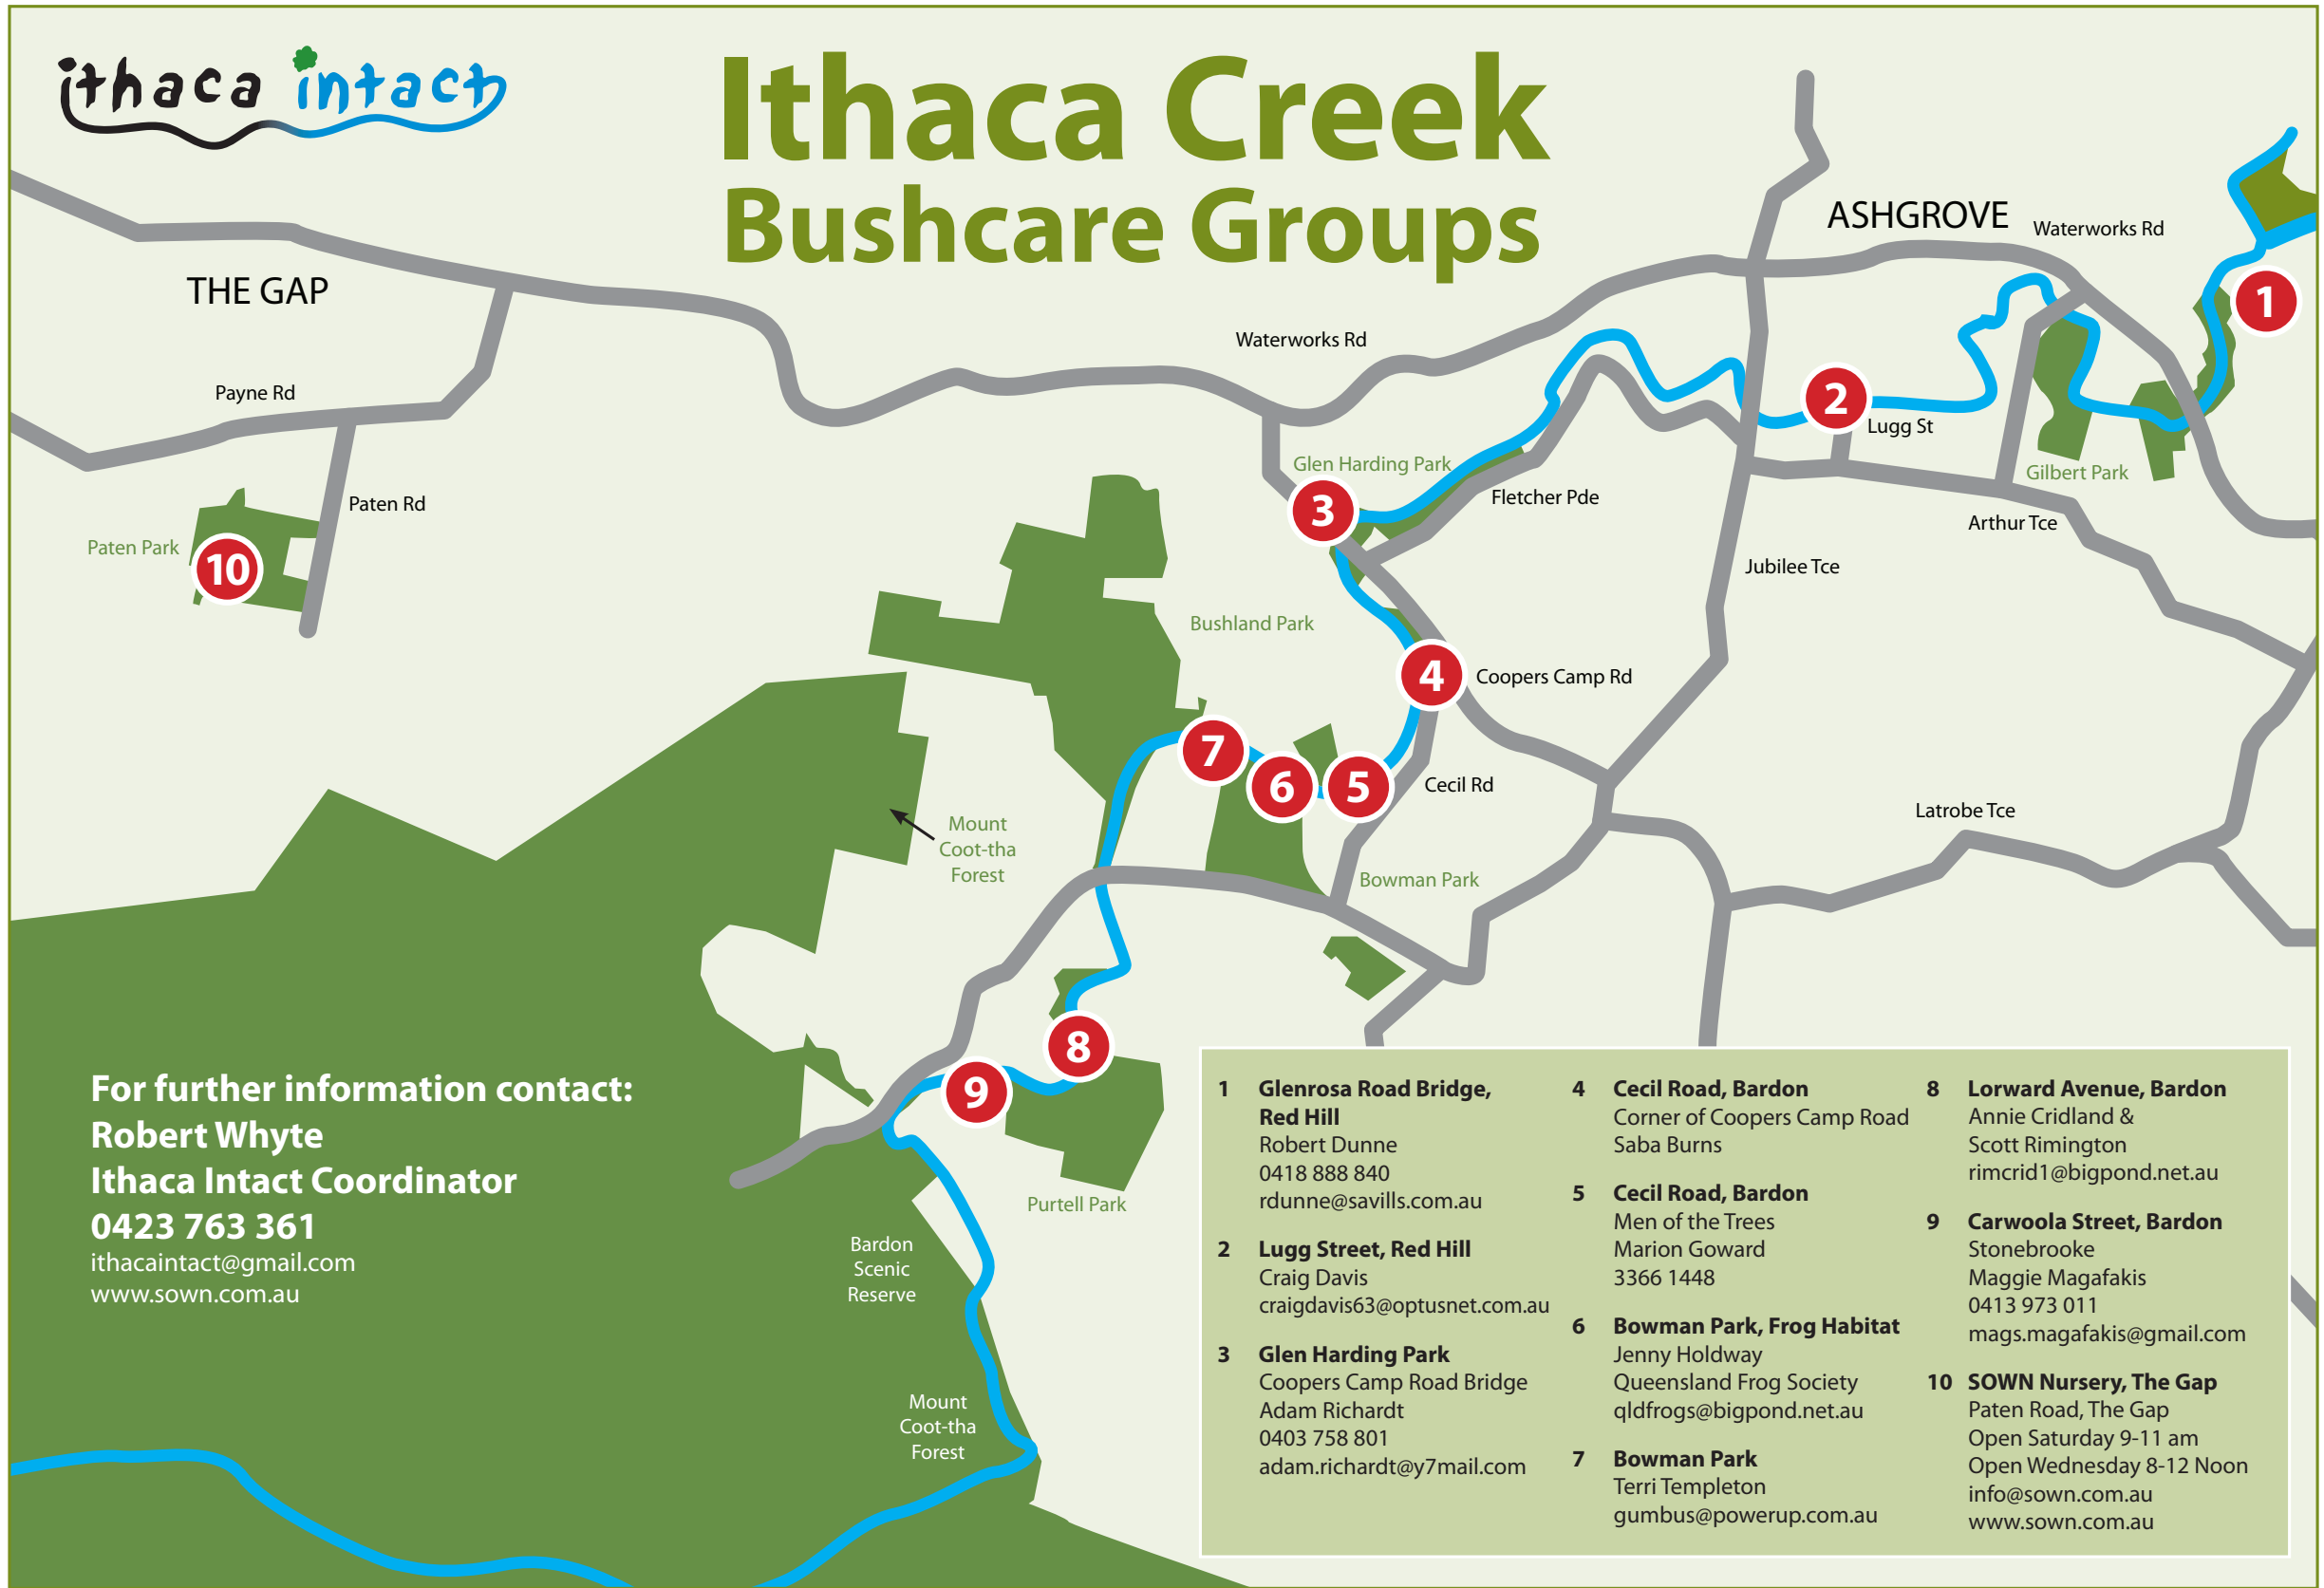 ithaca intact
Ithaca Creek
Bushcare Groups
ASHGROVE
Waterworks Rd
THE GAP
1
Waterworks Rd
Payne Rd
2
Lugg St
Glen Harding Park
Gilbert Park
Paten Rd
3
Fletcher Pde
Arthur Tce
Paten Park
10
Jubilee Tce
Bushland Park
4
Coopers Camp Rd
7
6
5
Cecil Rd
Latrobe Tce
Mount
Coot-tha
Forest
Bowman Park
8
9
Purtell Park
Bardon
Scenic
Reserve
Mount
Coot-tha
Forest
For further information contact:
Robert Whyte
Ithaca Intact Coordinator
0423 763 361
ithacaintact@gmail.com
www.sown.com.au
1 Glenrosa Road Bridge,
Red Hill
Robert Dunne
0418 888 840
rdunne@savills.com.au
2 Lugg Street, Red Hill
Craig Davis
craigdavis63@optusnet.com.au
3 Glen Harding Park
Coopers Camp Road Bridge
Adam Richardt
0403 758 801
adam.richardt@y7mail.com
4 Cecil Road, Bardon
Corner of Coopers Camp Road
Saba Burns
5 Cecil Road, Bardon
Men of the Trees
Marion Goward
3366 1448
6 Bowman Park, Frog Habitat
Jenny Holdway
Queensland Frog Society
qldfrogs@bigpond.net.au
7 Bowman Park
Terri Templeton
gumbus@powerup.com.au
8 Lorward Avenue, Bardon
Annie Cridland &
Scott Rimington
rimcrid1@bigpond.net.au
9 Carwoola Street, Bardon
Stonebrooke
Maggie Magafakis
0413 973 011
mags.magafakis@gmail.com
10 SOWN Nursery, The Gap
Paten Road, The Gap
Open Saturday 9-11 am
Open Wednesday 8-12 Noon
info@sown.com.au
www.sown.com.au